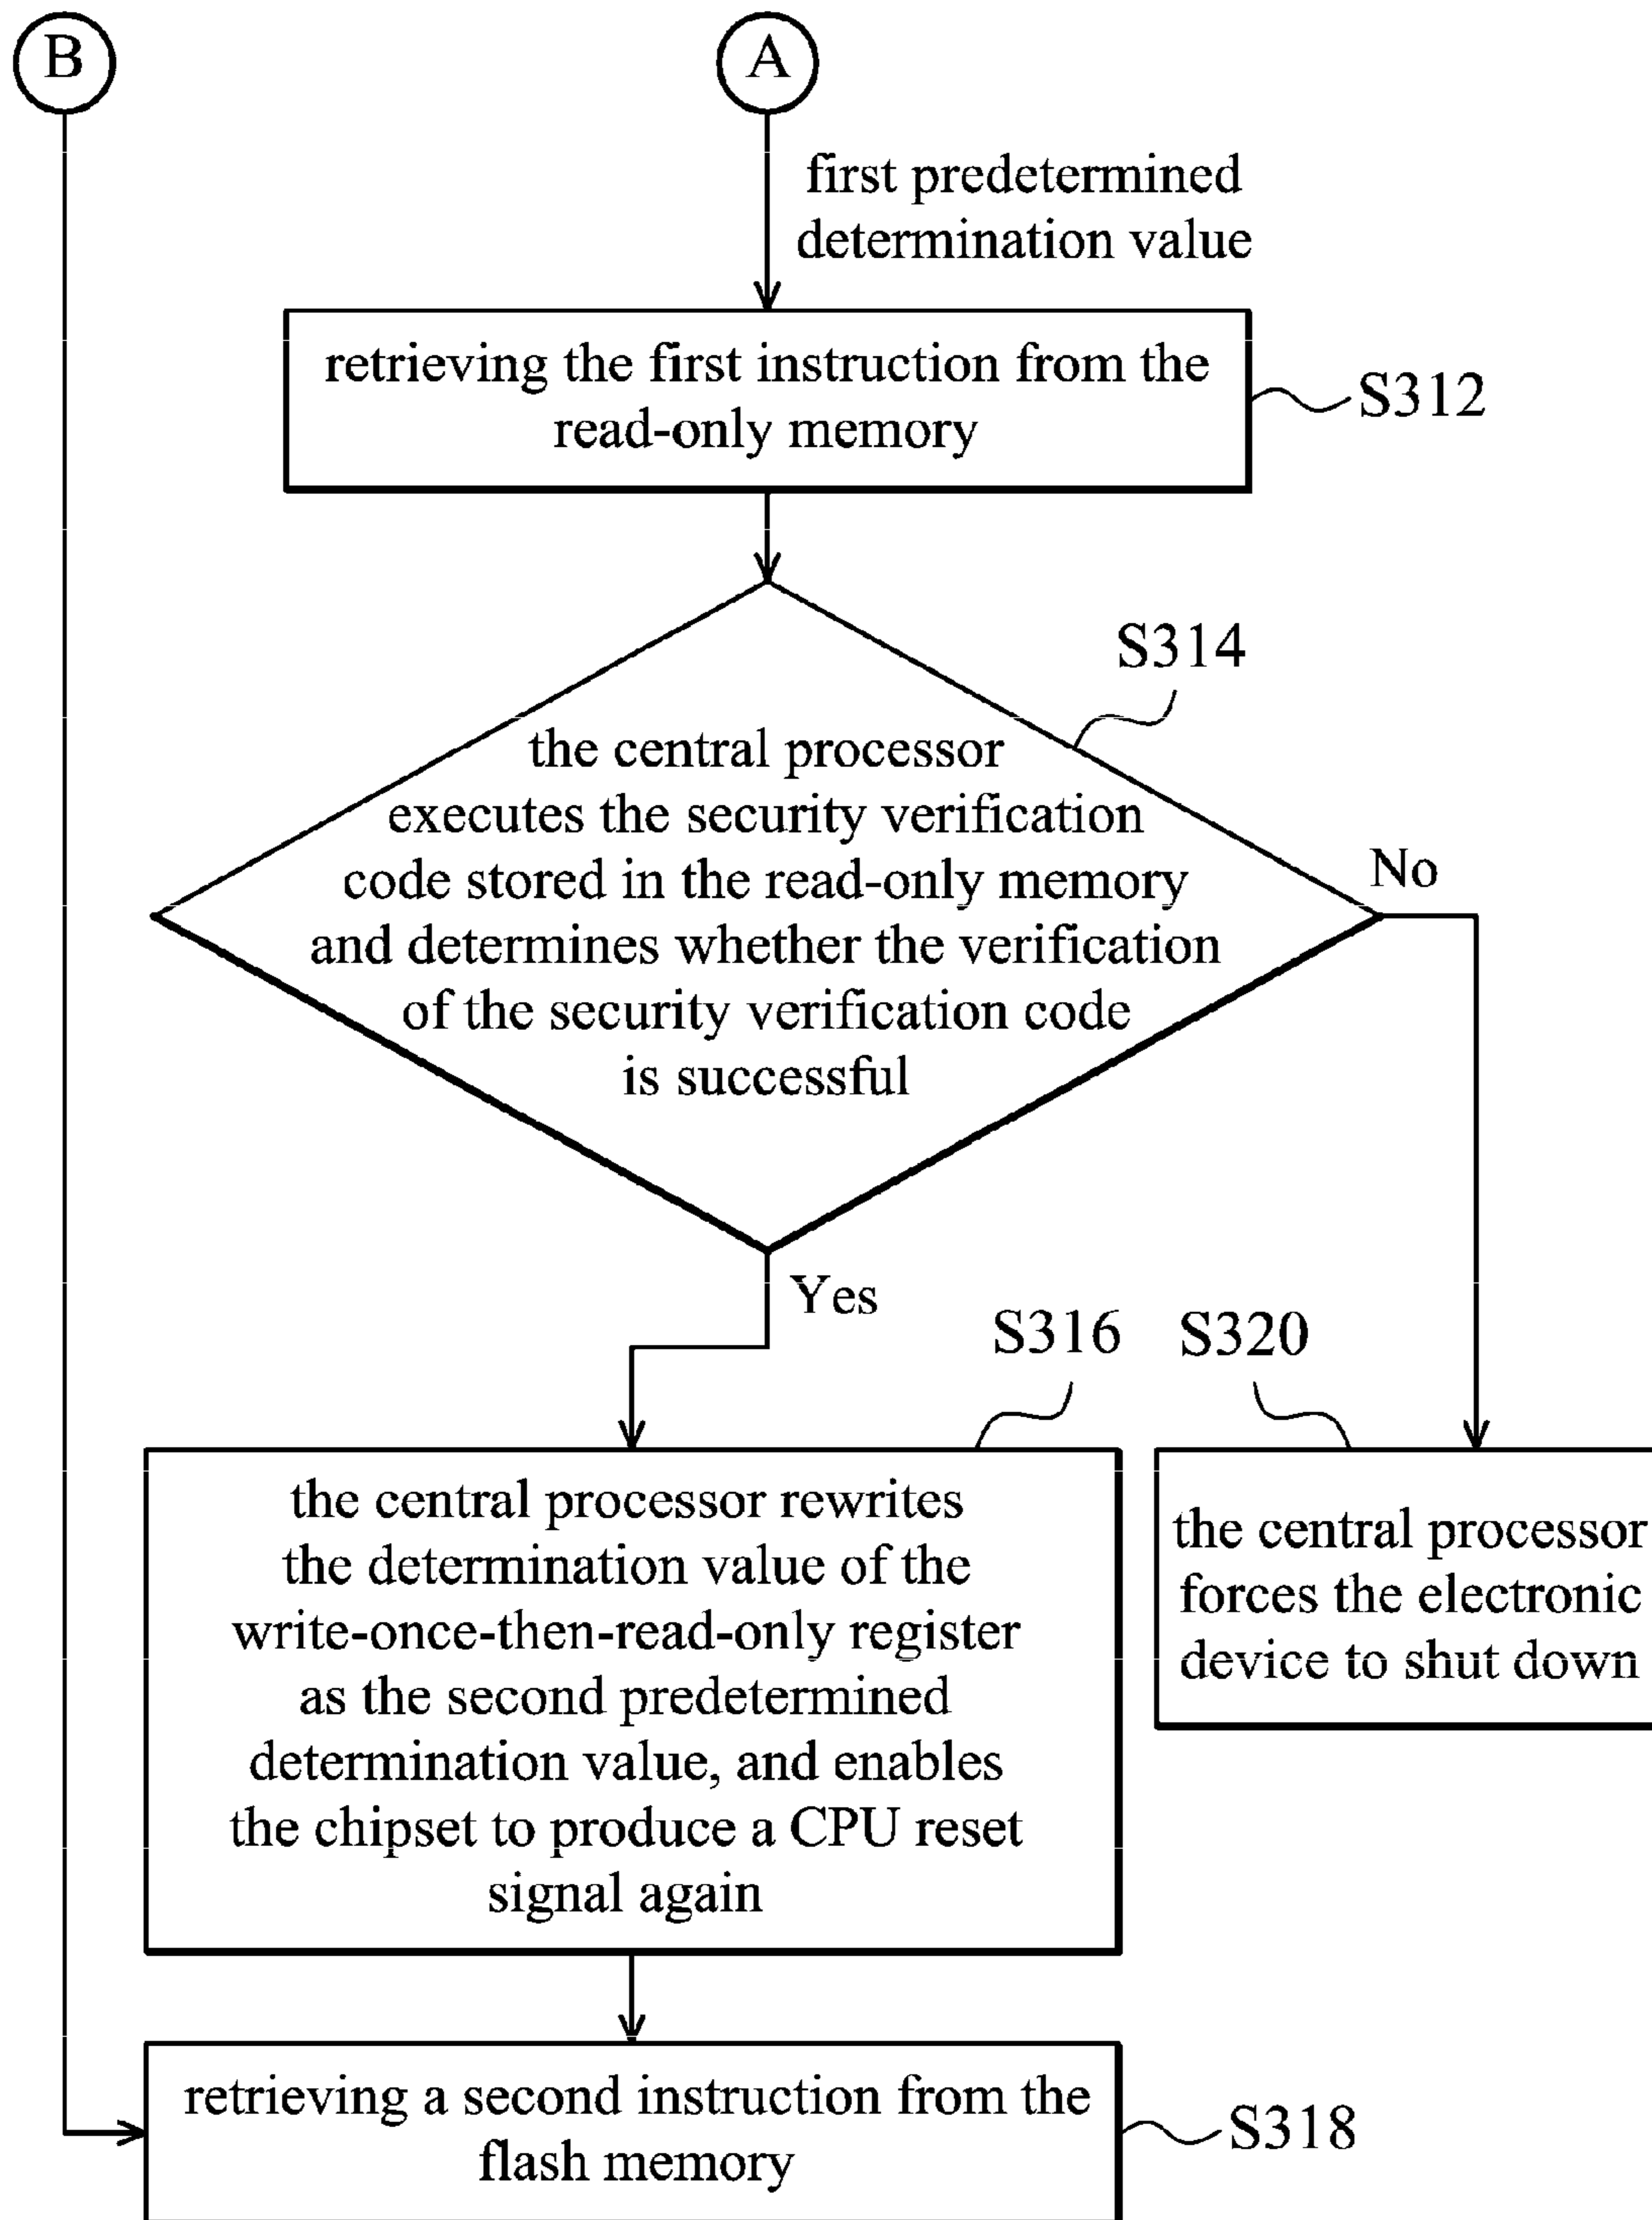 B
A
first predetermined
determination value
retrieving the first instruction from the
read-only memory
S312
S314
the central processor
executes the security verification
code stored in the read-only memory
and determines whether the verification
of the security verification code
is successful
No
Yes
S316
S320
the central processor rewrites
the determination value of the
write-once-then-read-only register
as the second predetermined
determination value, and enables
the chipset to produce a CPU reset
signal again
the central processor
forces the electronic
device to shut down
retrieving a second instruction from the
flash memory
S318